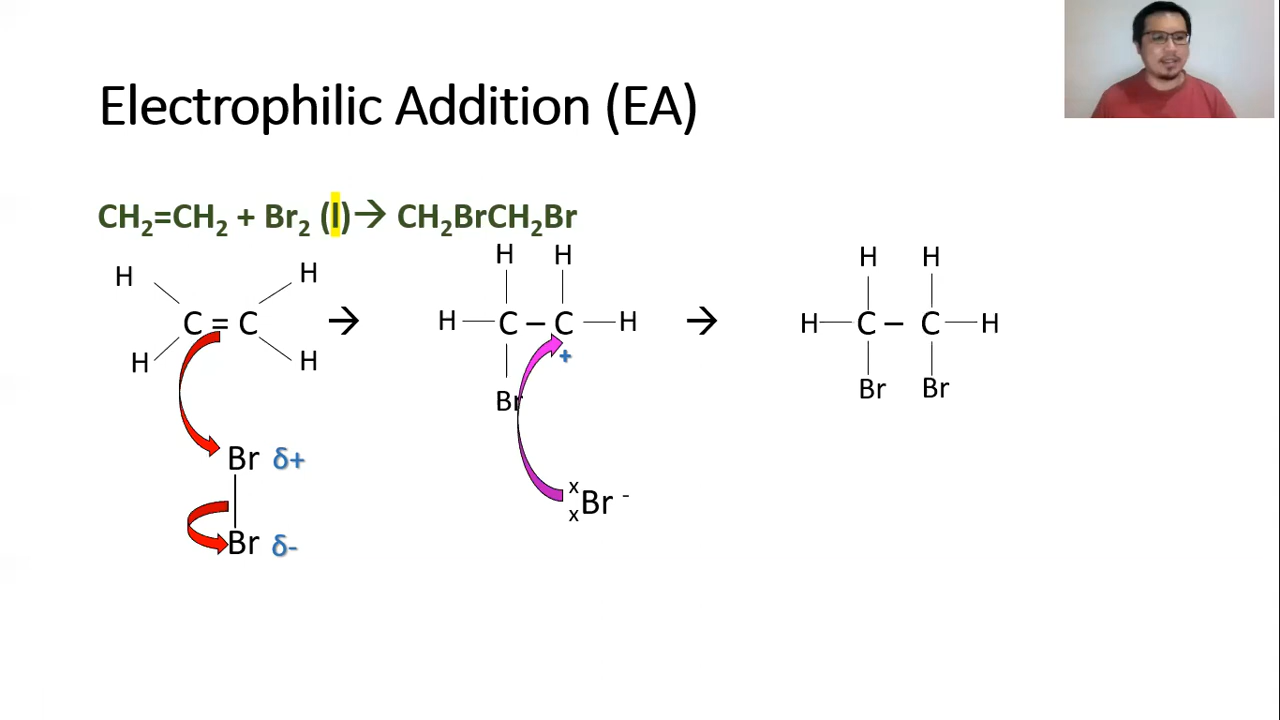 Electrophilic Addition (EA)
CH₂=CH₂ + Br₂ (l)→ CH₂BrCH₂Br
H H H H H H
C = C → H C – C H → H C – C H
H H + Br Br Br
Br δ+
x
x Br -
Br δ-